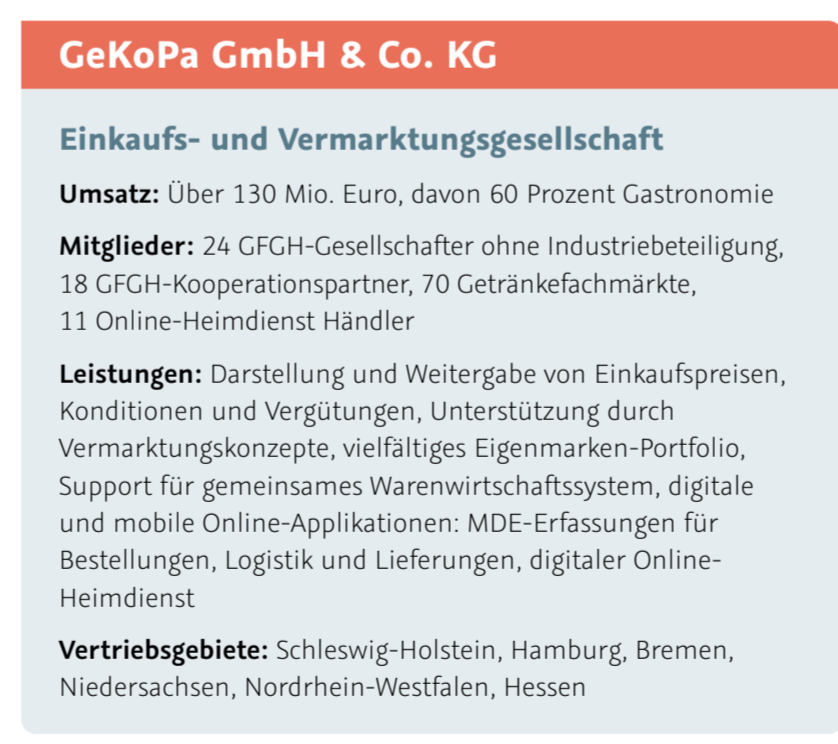 GeKoPa GmbH & Co. KG
Einkaufs- und Vermarktungsgesellschaft
Umsatz: Über 130 Mio. Euro, davon 60 Prozent Gastronomie
Mitglieder: 24 GFGH-Gesellschafter ohne Industriebeteiligung,
18 GFGH-Kooperationspartner, 70 Getränkefachmärkte,
11 Online-Heimdienst Händler
Leistungen: Darstellung und Weitergabe von Einkaufspreisen,
Konditionen und Vergütungen, Unterstützung durch
Vermarktungskonzepte, vielfältiges Eigenmarken-Portfolio,
Support für gemeinsames Warenwirtschaftssystem, digitale
und mobile Online-Applikationen: MDE-Erfassungen für
Bestellungen, Logistik und Lieferungen, digitaler Online-
Heimdienst
Vertriebsgebiete: Schleswig-Holstein, Hamburg, Bremen,
Niedersachsen, Nordrhein-Westfalen, Hessen